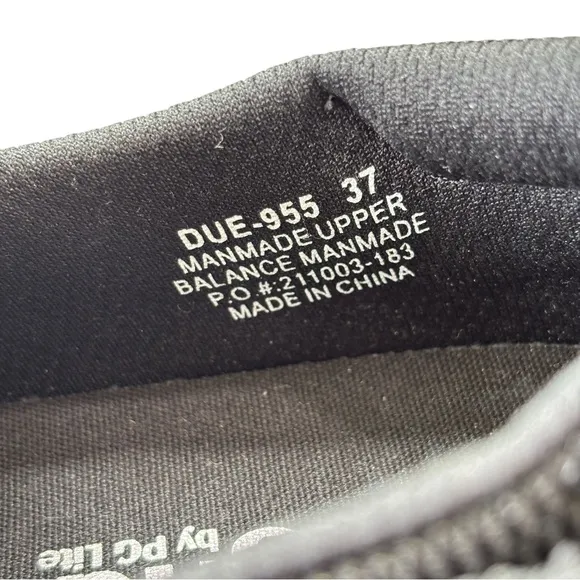 DUE-955 37
MANMADE UPPER
BALANCE MANMADE
P.O.#:211003-183
MADE IN CHINA
by PG Lite